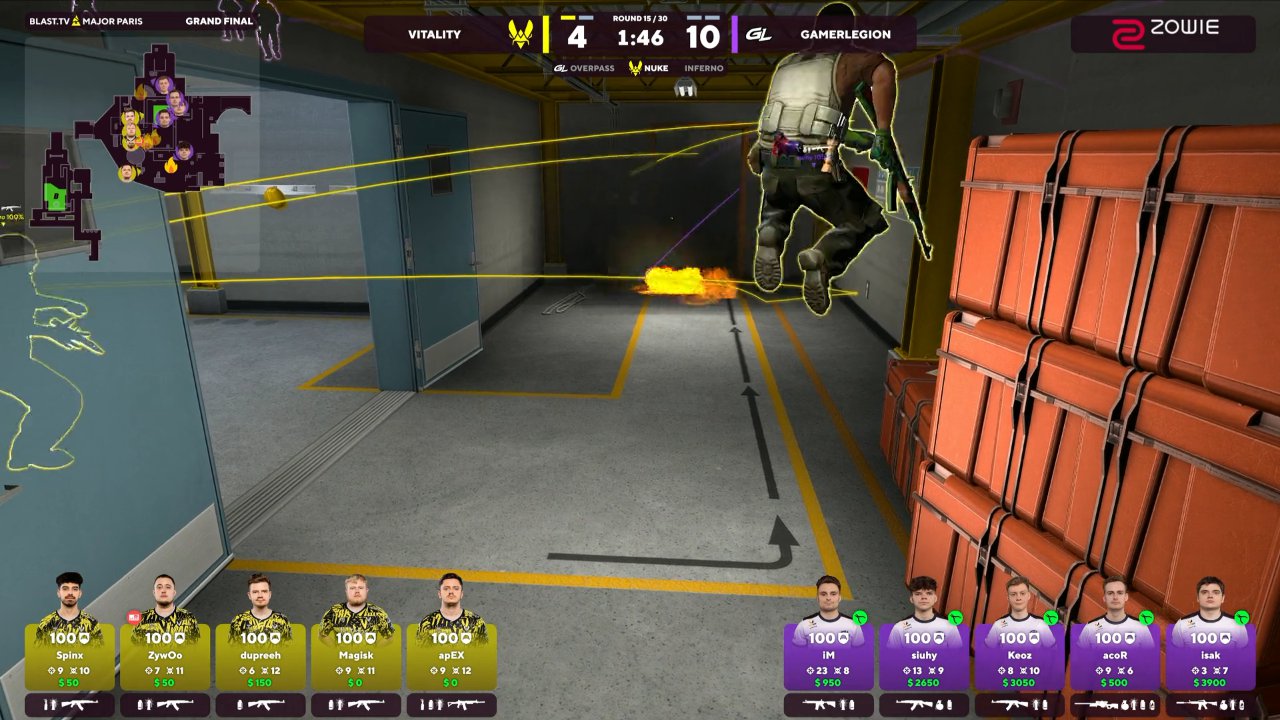 BLAST.TV MAJOR PARIS GRAND FINAL
VITALITY 4 ROUND 15 / 30 1:46 10 GL GAMERLEGION
ZOWIE
GL OVERPASS NUKE INFERNO
100%
100 100 100 100 100 100 100 100 100 100
Spinx ZywOo dupreeh Magisk apEX iM siuhy Keoz acoR isak
9 10 7 11 6 12 9 11 9 12 23 8 13 9 8 10 9 6 3 7
$50 $50 $150 $0 $0 $950 $2650 $3050 $500 $3900